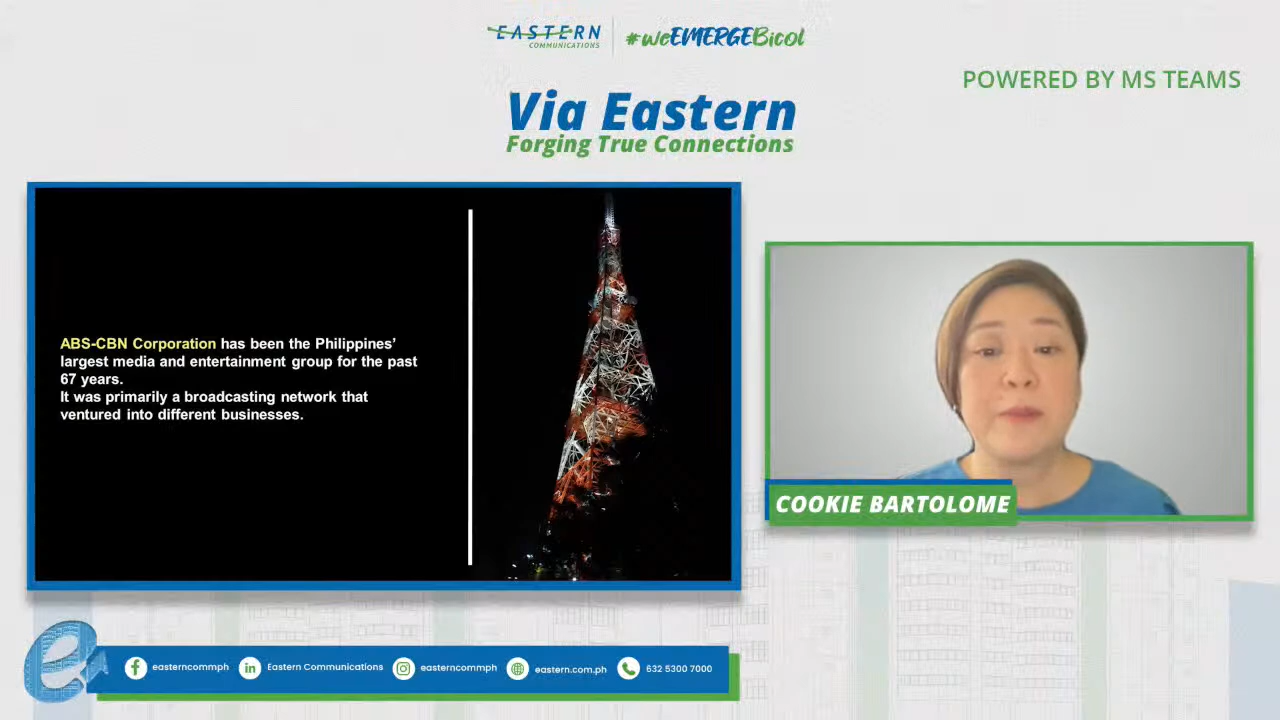 EASTERN
COMMUNICATIONS
#weEMERGEBicol
POWERED BY MS TEAMS
Via Eastern
Forging True Connections
ABS-CBN Corporation has been the Philippines’
largest media and entertainment group for the past
67 years.
It was primarily a broadcasting network that
ventured into different businesses.
COOKIE BARTOLOME
easterncommph
Eastern Communications
easterncommph
eastern.com.ph
632 5300 7000